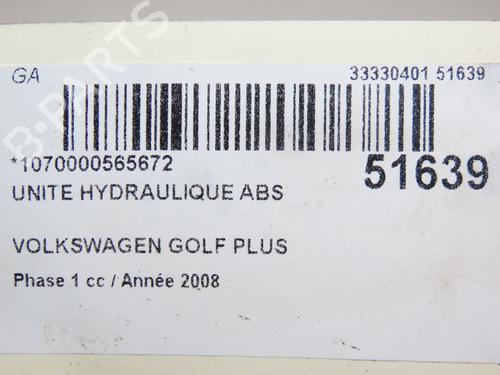 GA
33330401 51639
*1070000565672
51639
UNITE HYDRAULIQUE ABS
VOLKSWAGEN GOLF PLUS
Phase 1 cc / Année 2008
B-PARTS